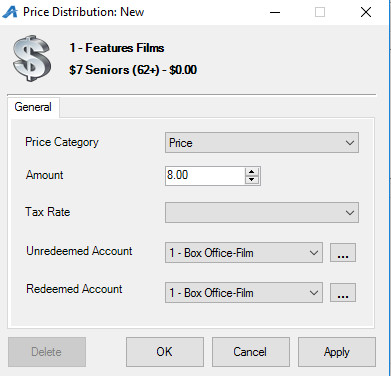 Price Distribution: New
1 - Features Films
$7 Seniors (62+) - $0.00
General
Price Category Price
Amount 8.00
Tax Rate
Unredeemed Account 1 - Box Office-Film ...
Redeemed Account 1 - Box Office-Film ...
Delete OK Cancel Apply